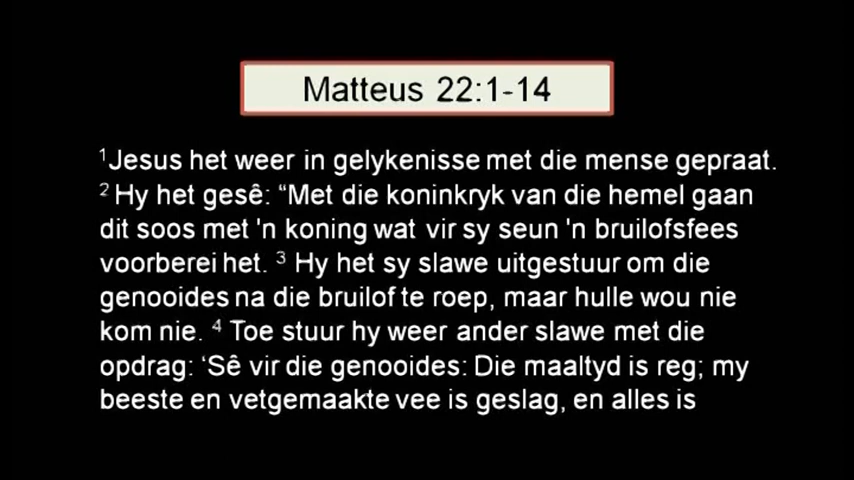 Matteus 22:1-14
¹Jesus het weer in gelykenisse met die mense gepraat.
² Hy het gesê: “Met die koninkryk van die hemel gaan
dit soos met 'n koning wat vir sy seun 'n bruilofsfees
voorberei het. ³ Hy het sy slawe uitgestuur om die
genooides na die bruilof te roep, maar hulle wou nie
kom nie. ⁴ Toe stuur hy weer ander slawe met die
opdrag: ‘Sê vir die genooides: Die maaltyd is reg; my
beeste en vetgemaakte vee is geslag, en alles is